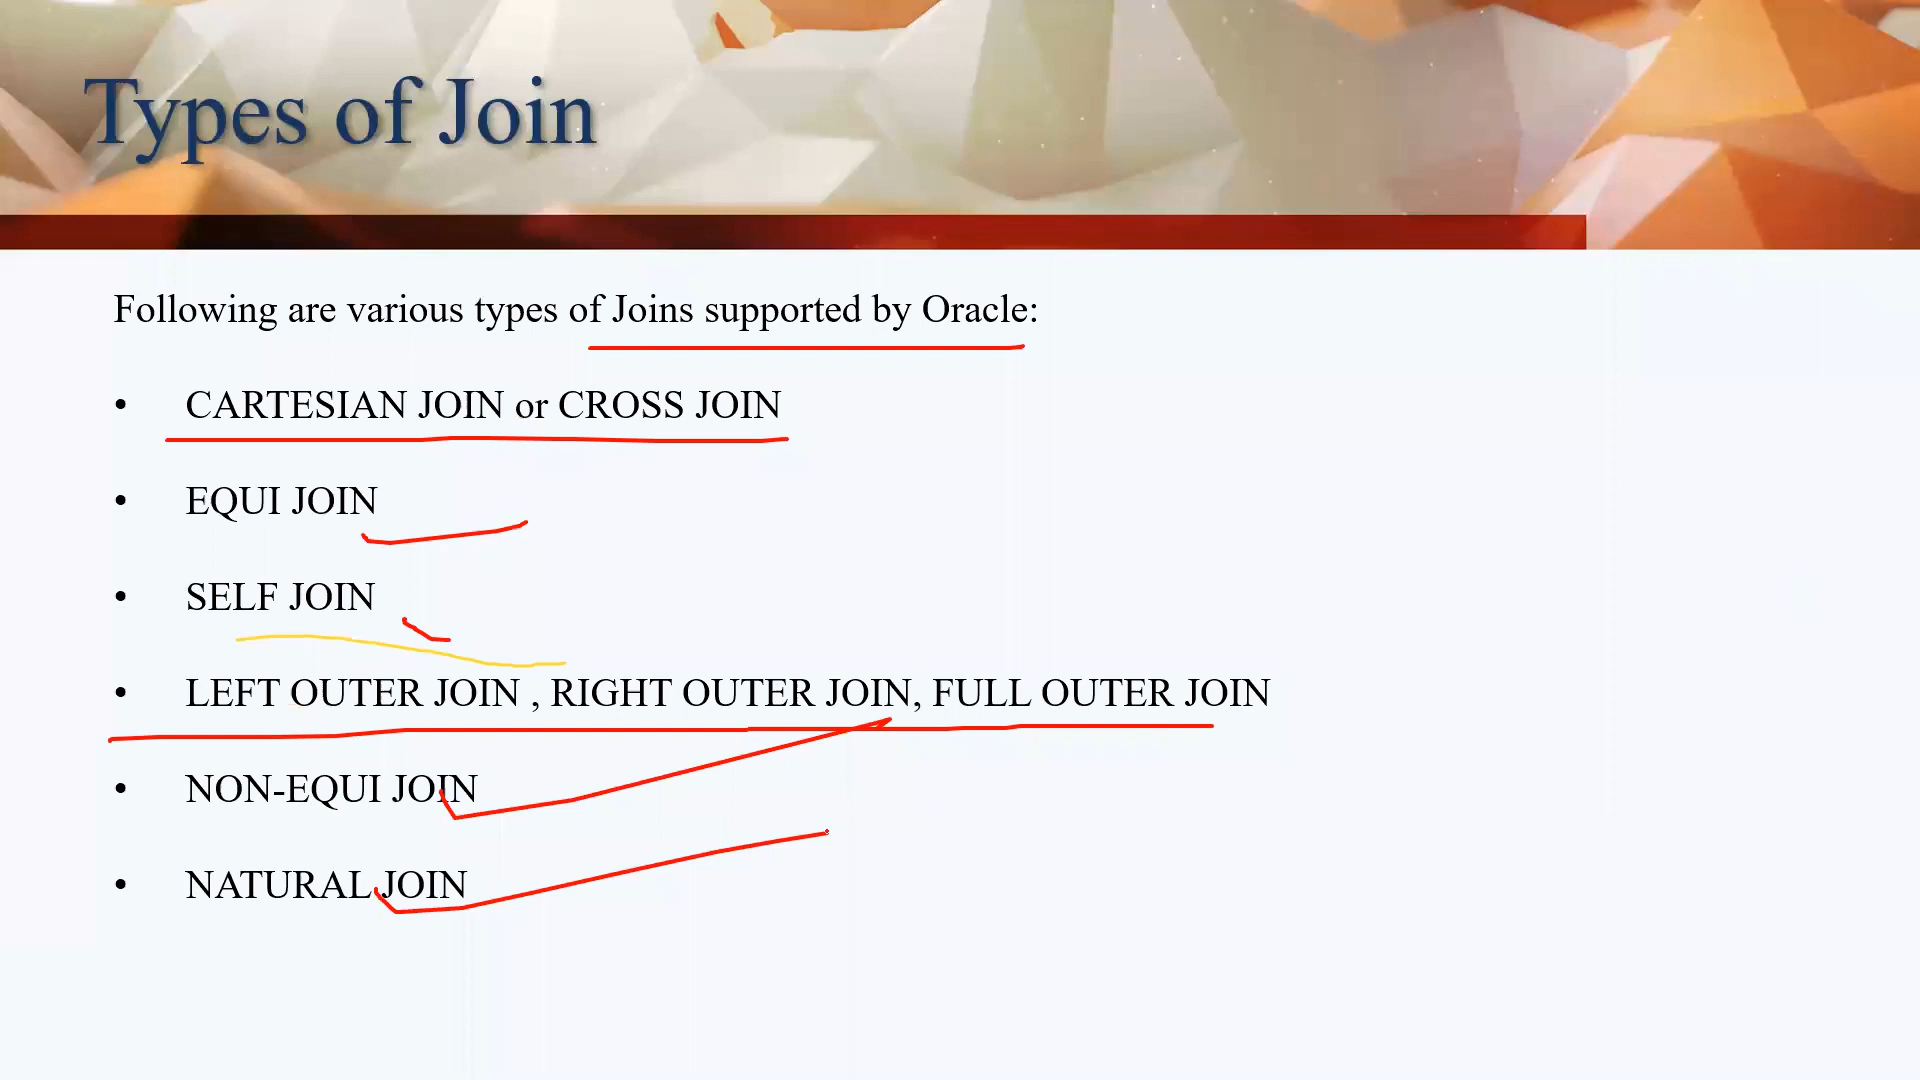 Types of Join
Following are various types of Joins supported by Oracle:
• CARTESIAN JOIN or CROSS JOIN
• EQUI JOIN
• SELF JOIN
• LEFT OUTER JOIN , RIGHT OUTER JOIN, FULL OUTER JOIN
• NON-EQUI JOIN
• NATURAL JOIN